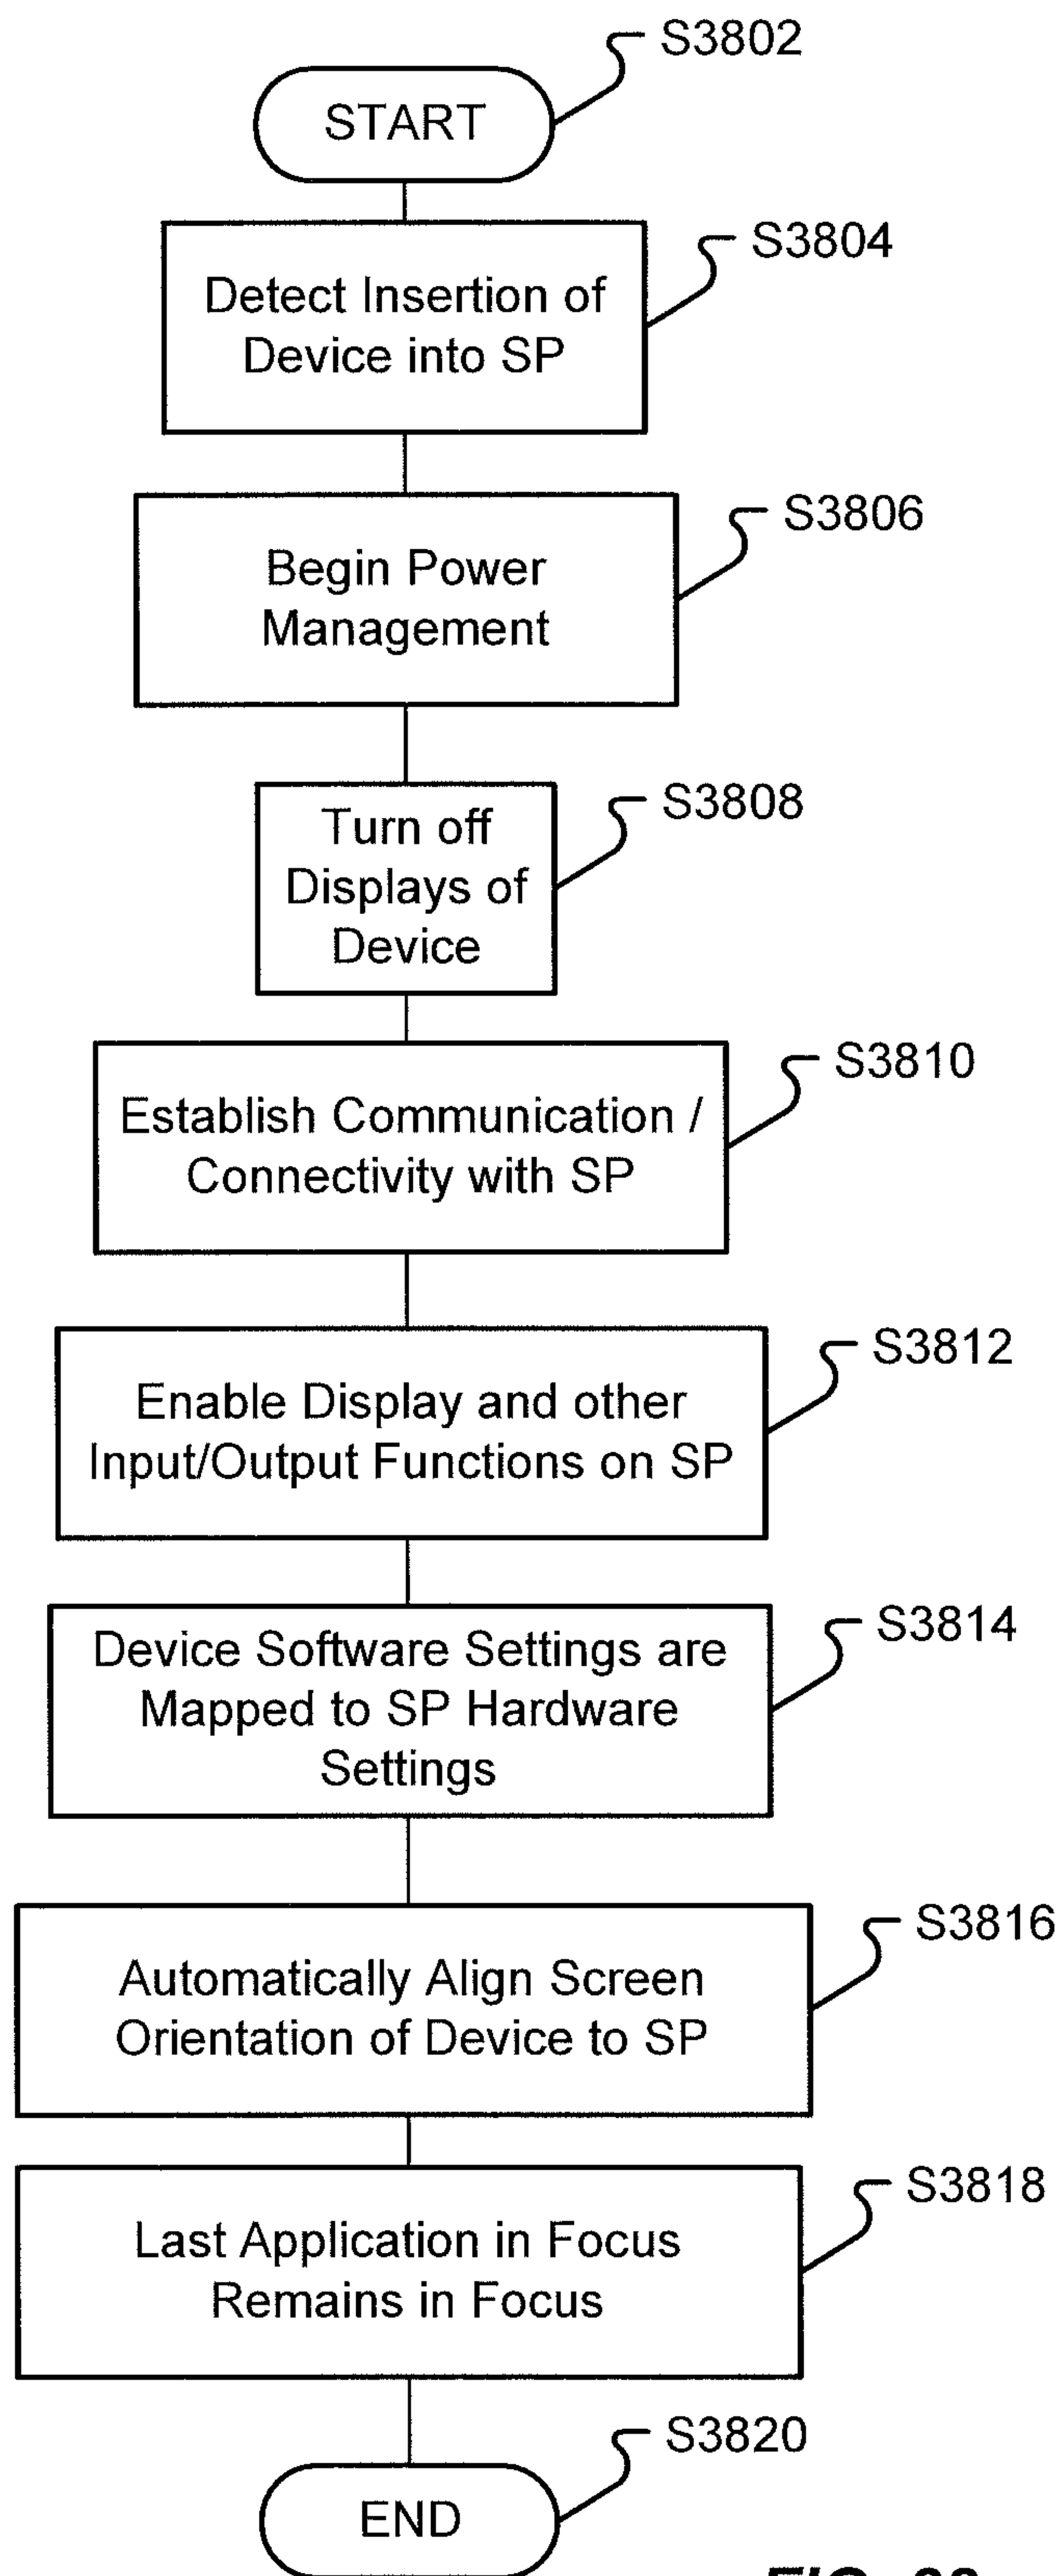 S3802
START
S3804
Detect Insertion of
Device into SP
S3806
Begin Power
Management
S3808
Turn off
Displays of
Device
S3810
Establish Communication /
Connectivity with SP
S3812
Enable Display and other
Input/Output Functions on SP
S3814
Device Software Settings are
Mapped to SP Hardware
Settings
S3816
Automatically Align Screen
Orientation of Device to SP
S3818
Last Application in Focus
Remains in Focus
S3820
END